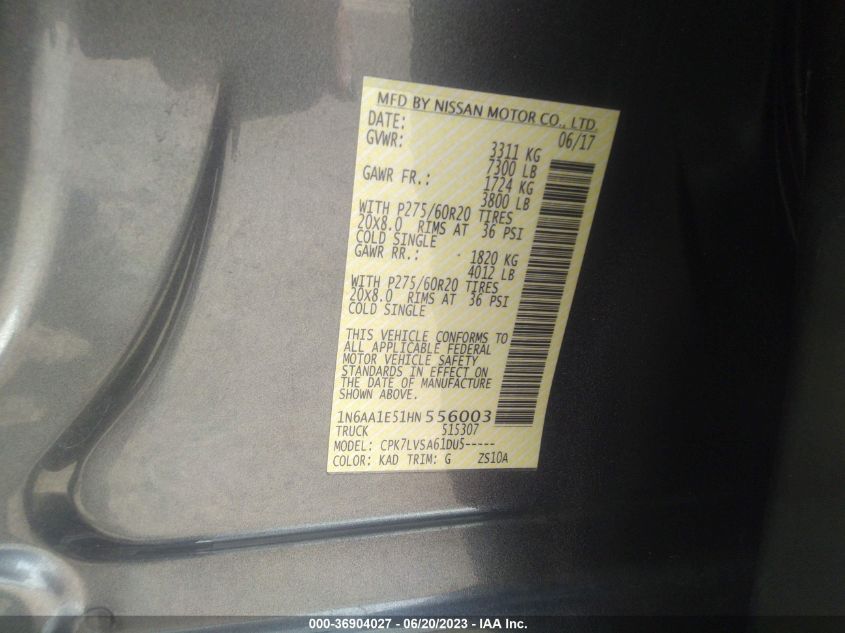 MFD BY NISSAN MOTOR CO., LTD.
DATE: 06/17
GVWR: 3311 KG
7300 LB
GAWR FR.: 1724 KG
3800 LB
WITH P275/60R20 TIRES
20X8.0 RIMS AT 36 PSI
COLD SINGLE
GAWR RR.: 1820 KG
4012 LB
WITH P275/60R20 TIRES
20X8.0 RIMS AT 36 PSI
COLD SINGLE
THIS VEHICLE CONFORMS TO
ALL APPLICABLE FEDERAL
MOTOR VEHICLE SAFETY
STANDARDS IN EFFECT ON
THE DATE OF MANUFACTURE
SHOWN ABOVE.
1N6AA1E51HN556003
TRUCK 515307
MODEL: CPK7LVSA61DU5-----
COLOR: KAD TRIM: G ZS10A
000-36904027 - 06/20/2023 - IAA Inc.